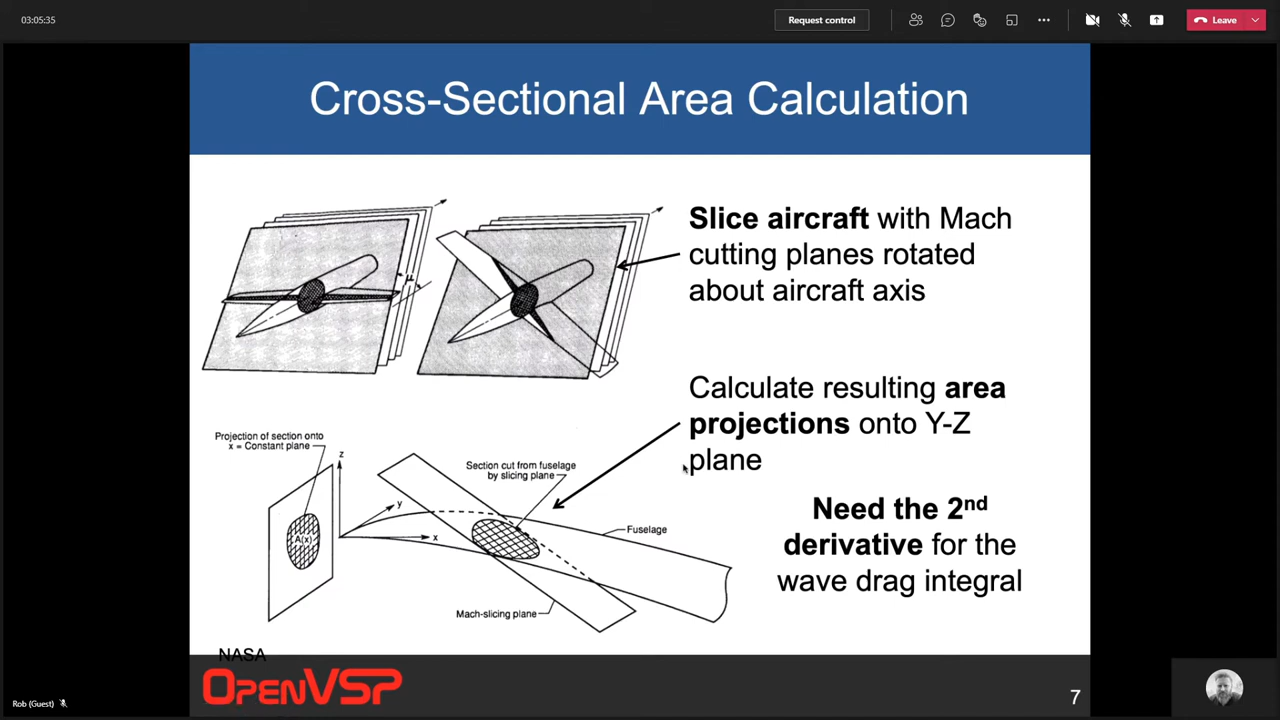 03:05:35
Request control
Leave
Cross-Sectional Area Calculation
μ
Slice aircraft with Mach
cutting planes rotated
about aircraft axis
Calculate resulting area
projections onto Y-Z
plane
Need the 2nd
derivative for the
wave drag integral
Projection of section onto
x = Constant plane
z
Section cut from fuselage
by slicing plane
y
Fuselage
A(x)
x
Mach-slicing plane
NASA
OpenVSP
7
Rob (Guest)